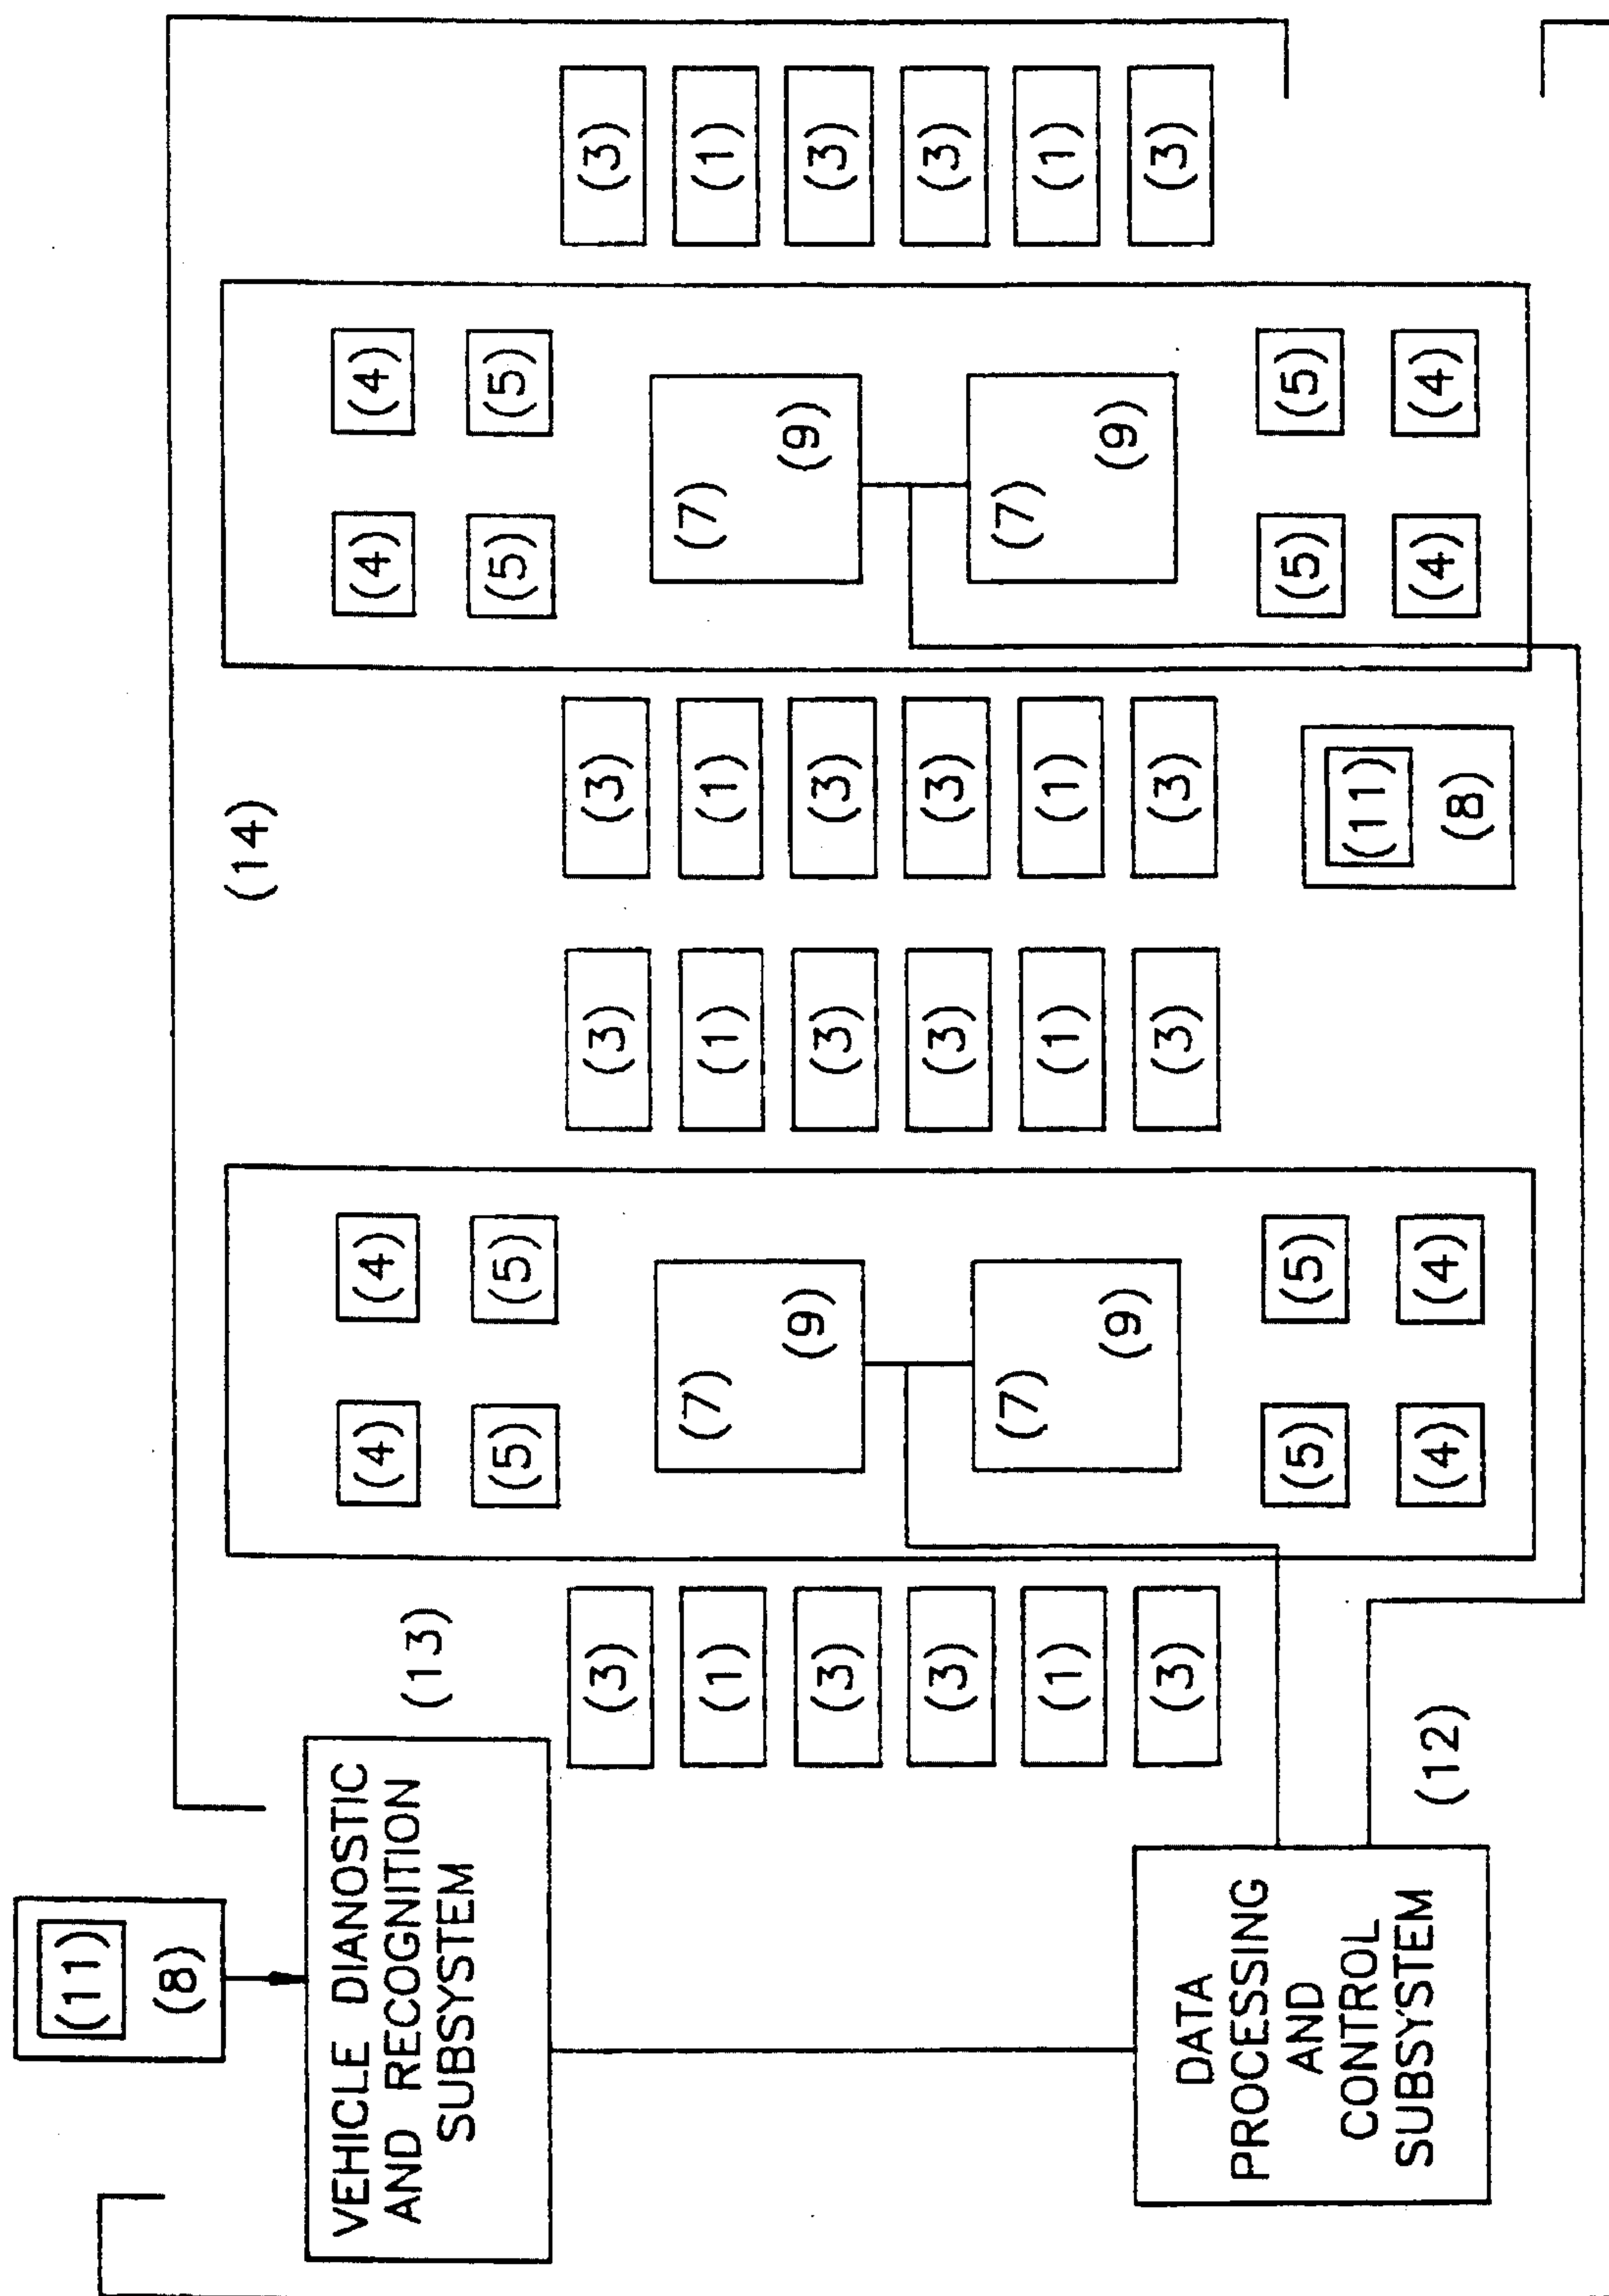 (11)
(8)
(14)
VEHICLE DIANOSTIC
AND RECOGNITION
SUBSYSTEM
(13)
(4) (4) (4) (4)
(5) (5) (5) (5)
(3) (3) (3) (3)
(1) (7) (1) (1) (7) (1)
(3) (9) (3) (3) (9) (3)
(3) (3) (3) (3)
(1) (7) (1) (1) (7) (1)
(3) (9) (3) (3) (9) (3)
(5) (5) (5) (5)
(4) (4) (4) (4)
(11)
(8)
DATA
PROCESSING
AND
CONTROL
SUBSYSTEM
(12)